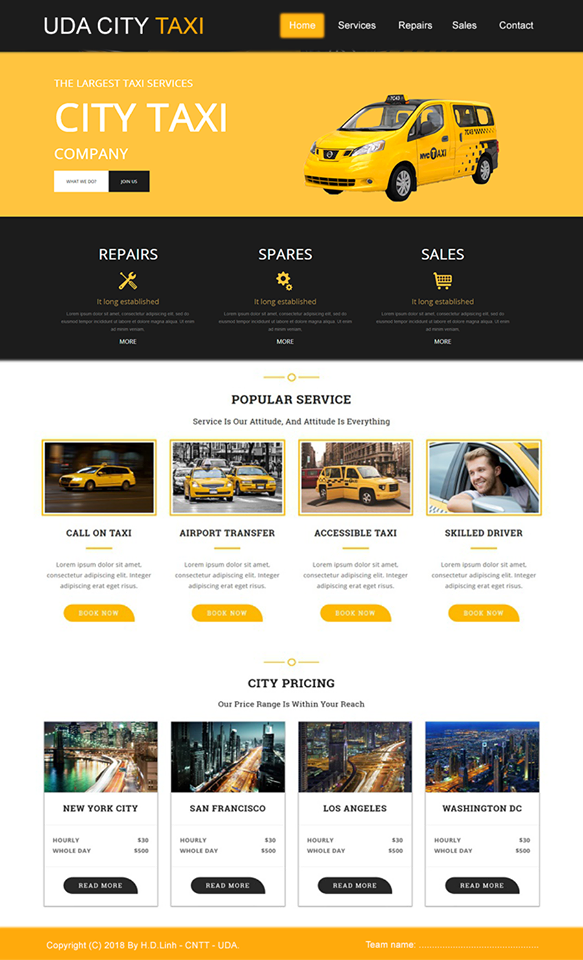 UDA CITY TAXI
Home Services Repairs Sales Contact
THE LARGEST TAXI SERVICES
CITY TAXI
COMPANY
WHAT WE DO? JOIN US
7C43
7C43
NYC TAXI
REPAIRS SPARES SALES
It long established It long established It long established
Lorem ipsum dolor sit amet, consectetur adipiscing elit, sed do
eiusmod tempor incididunt ut labore et dolore magna aliqua. Ut enim
ad minim veniam.
Lorem ipsum dolor sit amet, consectetur adipiscing elit, sed do
eiusmod tempor incididunt ut labore et dolore magna aliqua. Ut enim
ad minim veniam.
Lorem ipsum dolor sit amet, consectetur adipiscing elit, sed do
eiusmod tempor incididunt ut labore et dolore magna aliqua. Ut enim
ad minim veniam.
MORE MORE MORE
POPULAR SERVICE
Service Is Our Attitude, And Attitude Is Everything
CALL ON TAXI AIRPORT TRANSFER ACCESSIBLE TAXI SKILLED DRIVER
Lorem ipsum dolor sit amet,
consectetur adipiscing elit. Integer
adipiscing erat eget risus.
Lorem ipsum dolor sit amet,
consectetur adipiscing elit. Integer
adipiscing erat eget risus.
Lorem ipsum dolor sit amet,
consectetur adipiscing elit. Integer
adipiscing erat eget risus.
Lorem ipsum dolor sit amet,
consectetur adipiscing elit. Integer
adipiscing erat eget risus.
BOOK NOW BOOK NOW BOOK NOW BOOK NOW
CITY PRICING
Our Price Range Is Within Your Reach
NEW YORK CITY SAN FRANCISCO LOS ANGELES WASHINGTON DC
HOURLY $30 HOURLY $30 HOURLY $30 HOURLY $30
WHOLE DAY $500 WHOLE DAY $500 WHOLE DAY $500 WHOLE DAY $500
READ MORE READ MORE READ MORE READ MORE
Copyright (C) 2018 By H.D.Linh - CNTT - UDA. Team name: ................................................